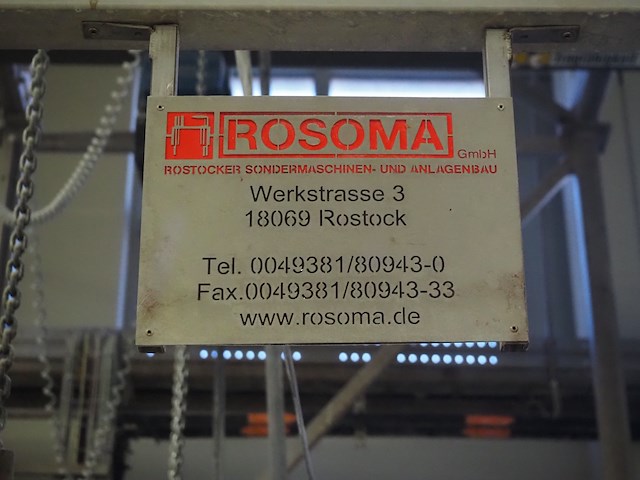 ROSOMA
GmbH
ROSTOCKER SONDERMASCHINEN- UND ANLAGENBAU
Werkstrasse 3
18069 Rostock
Tel. 0049381/80943-0
Fax.0049381/80943-33
www.rosoma.de